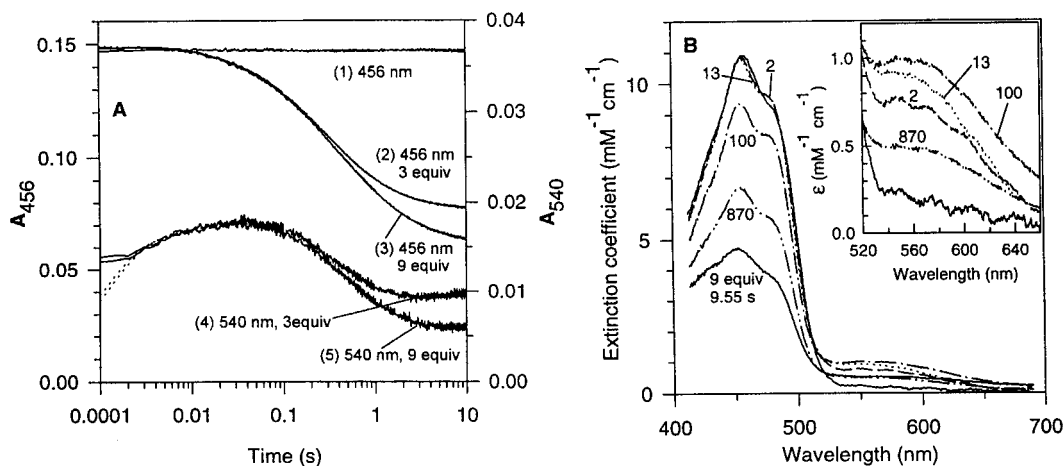 A
0.15
0.10
0.05
0.00
A456
0.04
0.03
0.02
0.01
0.00
A540
(1) 456 nm
(2) 456 nm
3 equiv
(3) 456 nm
9 equiv
(4) 540 nm, 3equiv
(5) 540 nm, 9 equiv
0.0001
0.01
0.1
1
10
Time (s)
B
Extinction coefficient (mM-1 cm-1)
10
5
0
13
2
100
870
9 equiv
9.55 s
400
500
600
700
Wavelength (nm)
ε (mM-1 cm-1)
1.0
0.5
0.0
13
2
100
870
520
560
600
640
Wavelength (nm)